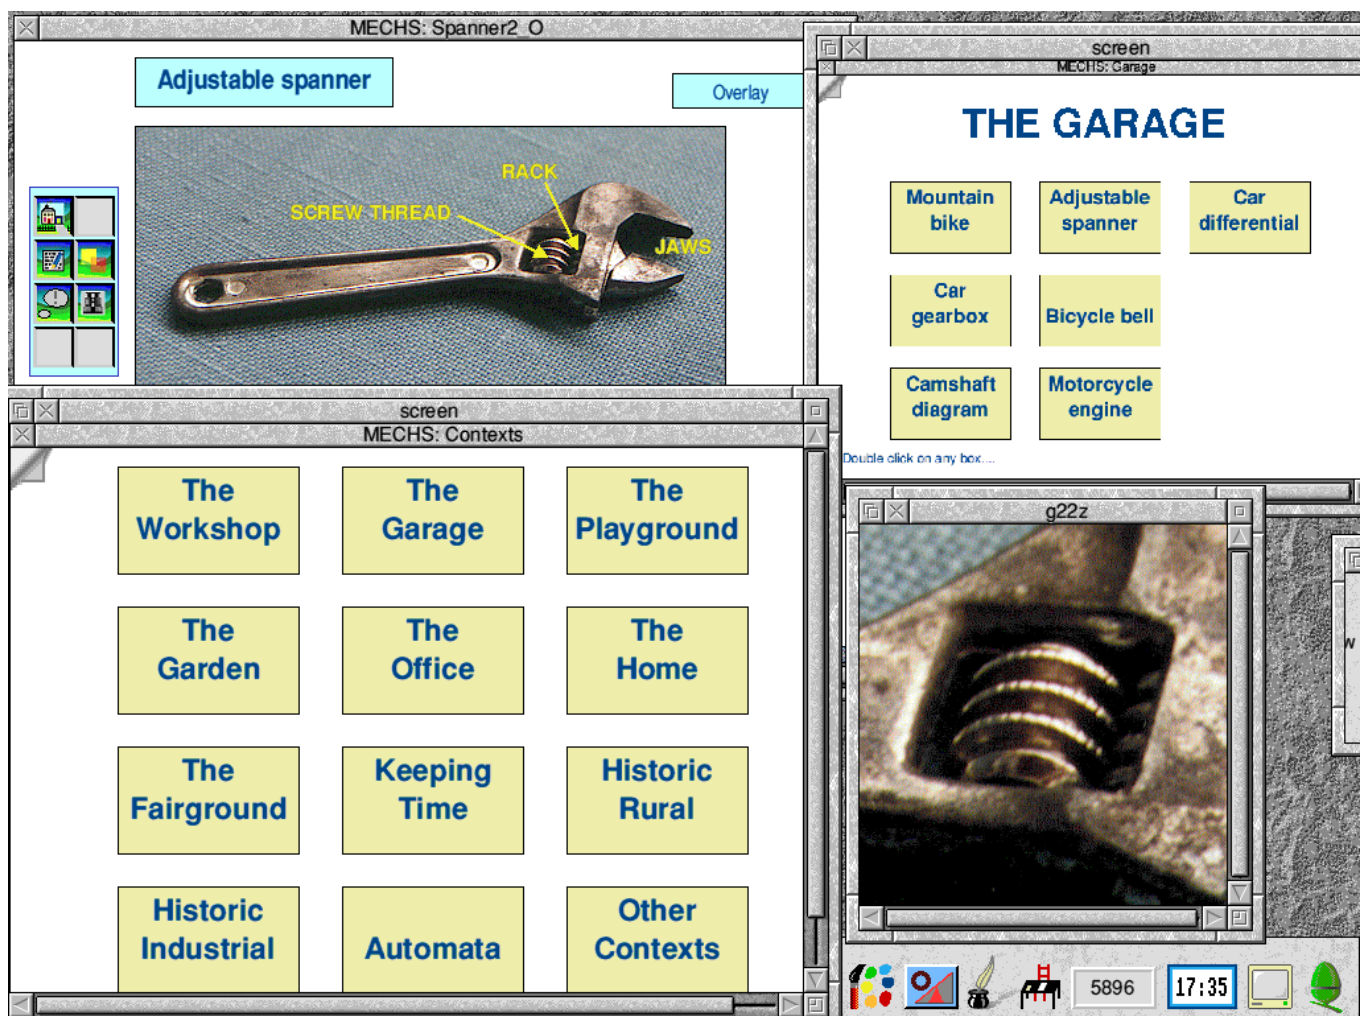 MECHS: Spanner2_O
Adjustable spanner
Overlay
RACK
SCREW THREAD
JAWS
screen
MECHS: Garage
THE GARAGE
Mountain
bike
Adjustable
spanner
Car
differential
Car
gearbox
Bicycle bell
Camshaft
diagram
Motorcycle
engine
Double click on any box....
screen
MECHS: Contexts
The
Workshop
The
Garage
The
Playground
The
Garden
The
Office
The
Home
The
Fairground
Keeping
Time
Historic
Rural
Historic
Industrial
Automata
Other
Contexts
g22z
w
5896
17:35